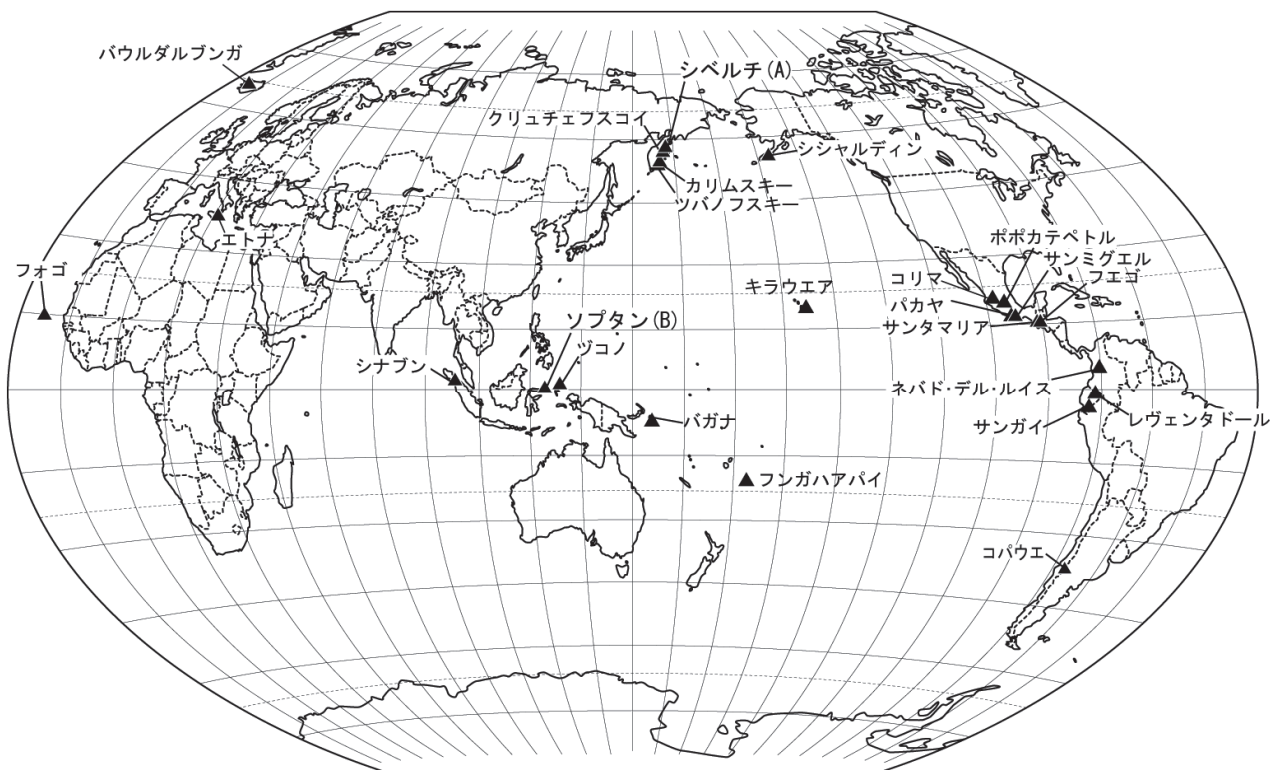 バウルダルブンガ
シベルチ(A)
クリュチェフスコイ
シシャルディン
カリムスキー
ソバノフスキー
エトナ
ポポカテペトル
サンミグエル
フエゴ
フォゴ
キラウエア
コリマ
パカヤ
サンタマリア
ソプタン(B)
ヅコノ
シナブン
ネバド・デル・ルイス
バガナ
サンガイ
レヴェンタドール
フンガハアパイ
コパウエ